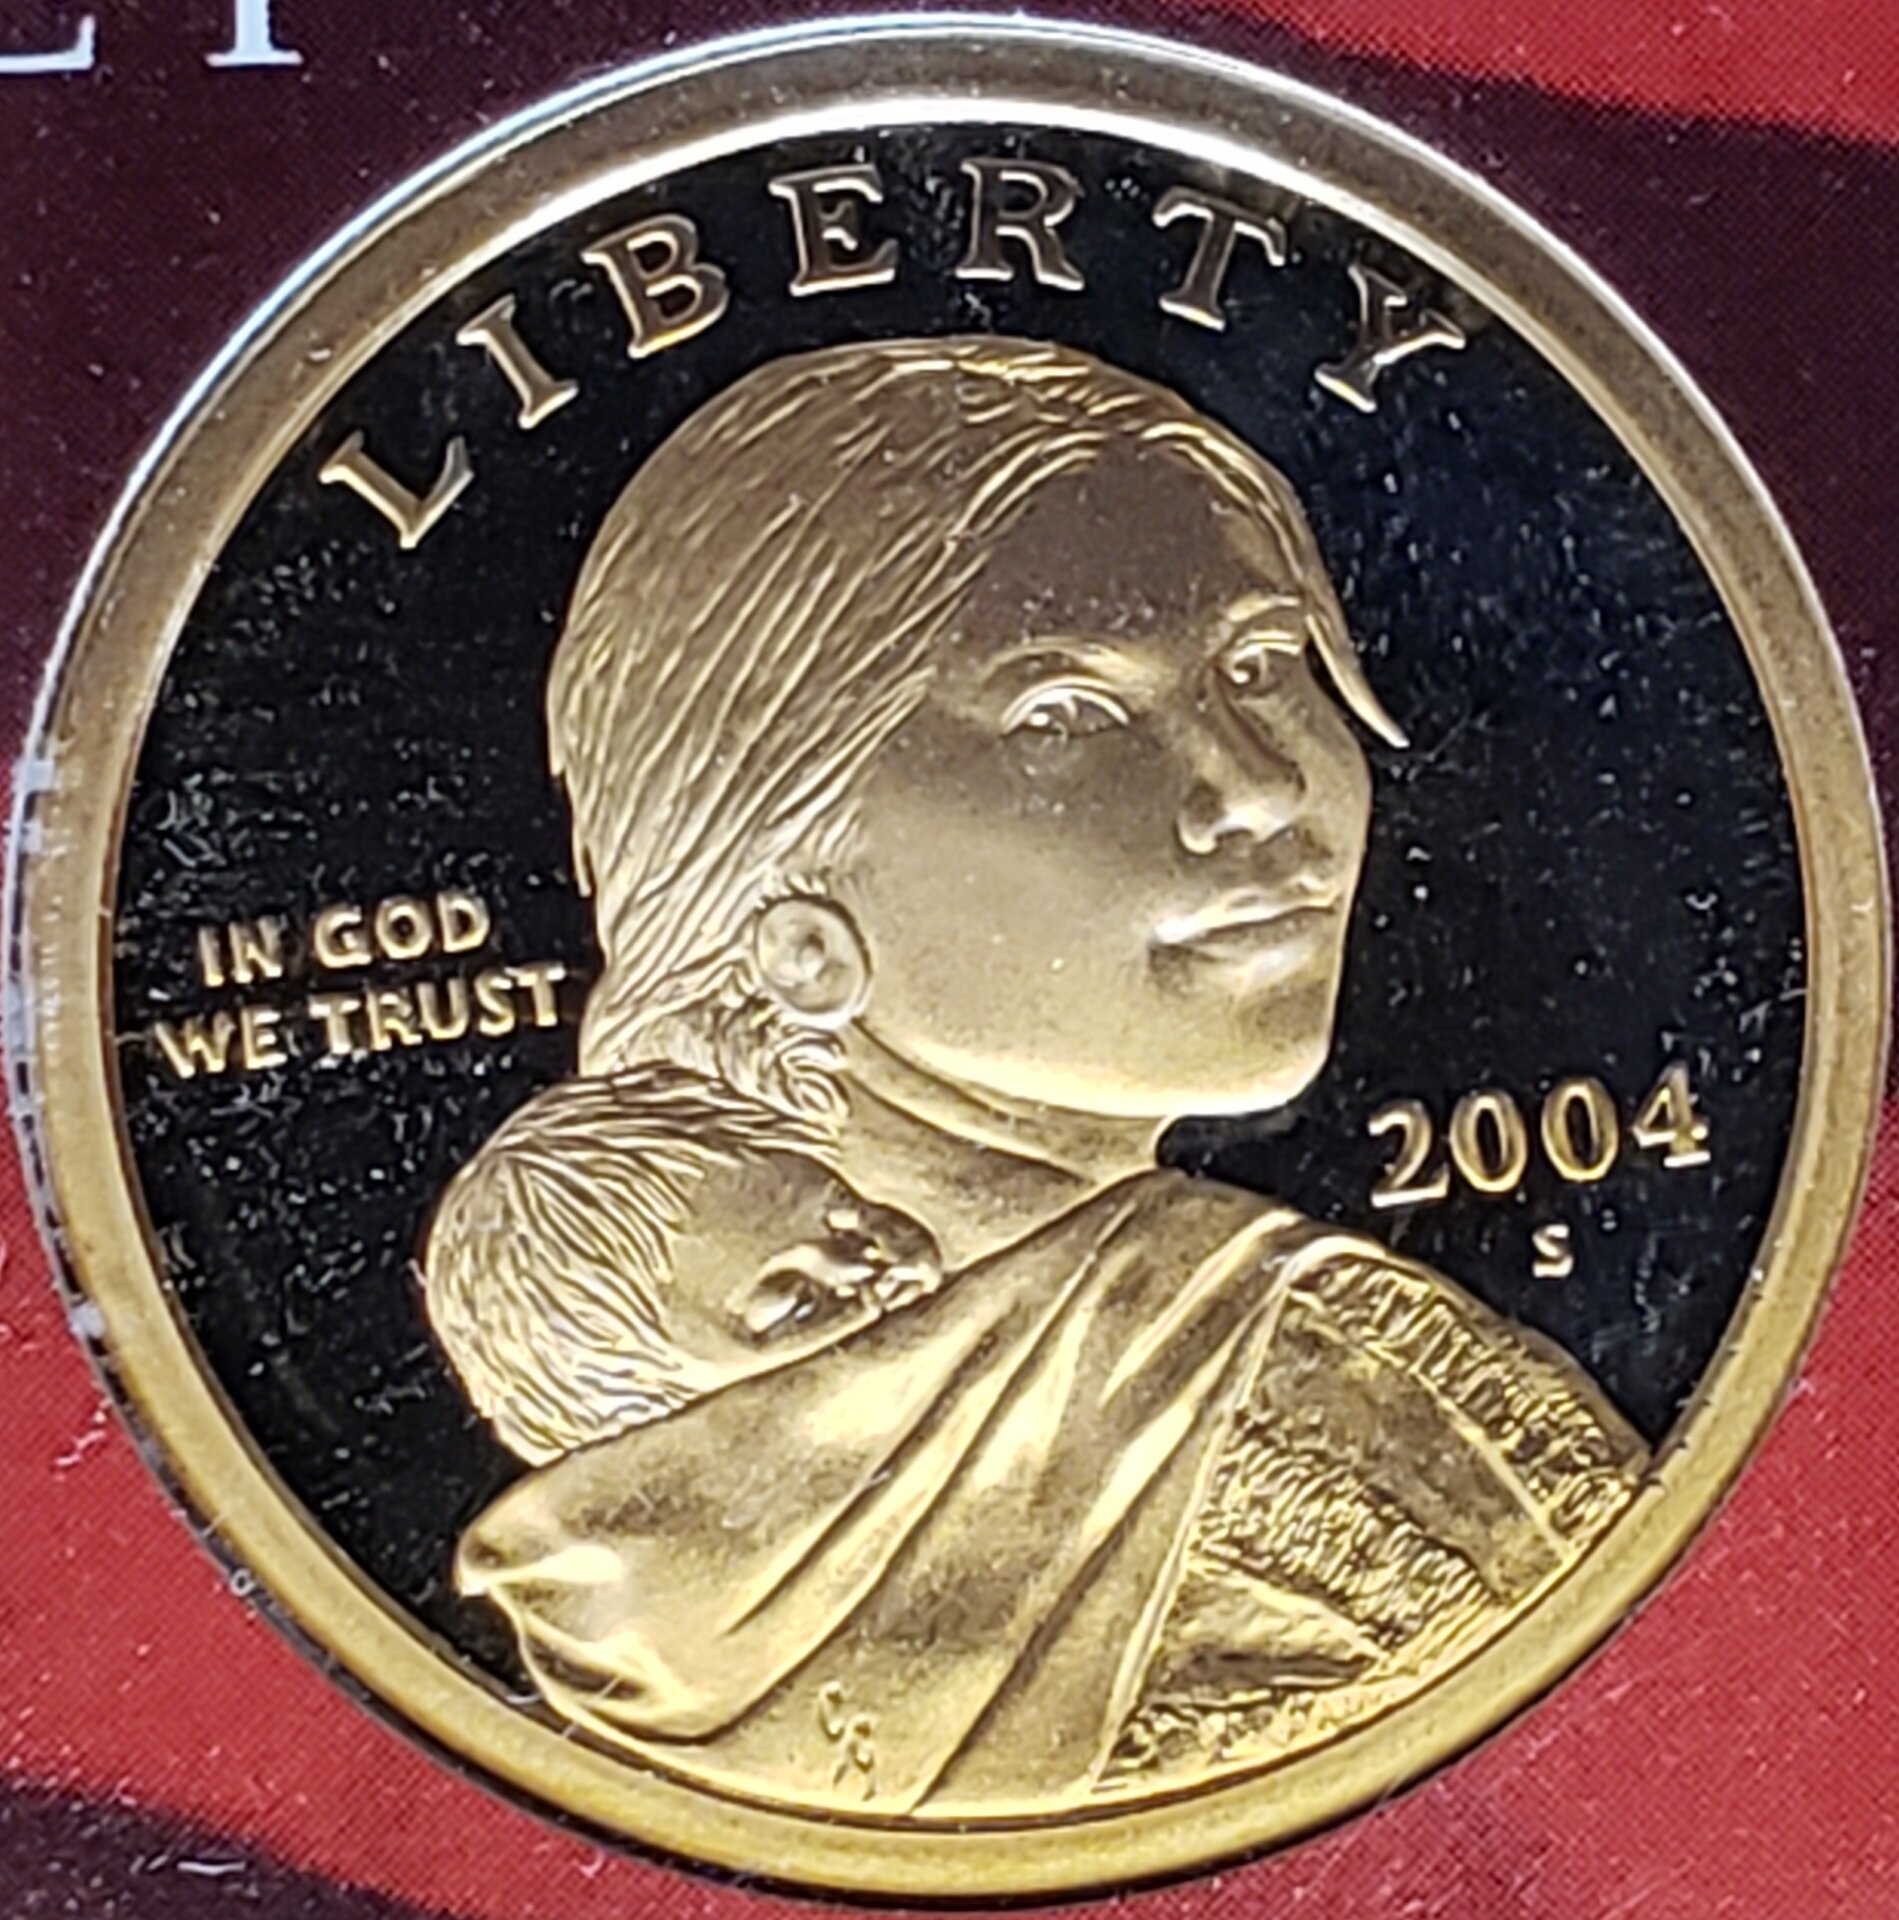 LIBERTY
IN GOD
WE TRUST
2004
S